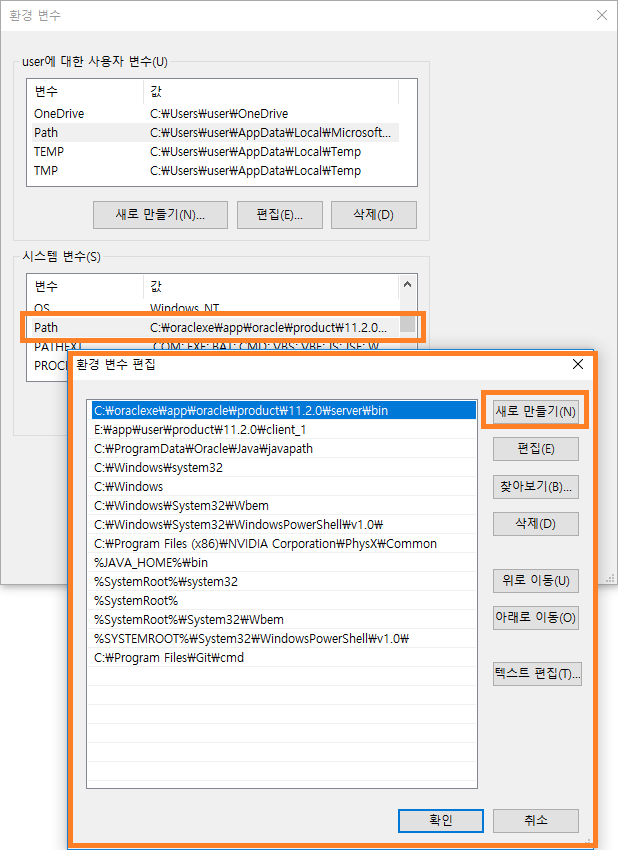 환경 변수
user에 대한 사용자 변수(U)
변수 값
OneDrive C:₩Users₩user₩OneDrive
Path C:₩Users₩user₩AppData₩Local₩Microsoft...
TEMP C:₩Users₩user₩AppData₩Local₩Temp
TMP C:₩Users₩user₩AppData₩Local₩Temp
새로 만들기(N)... 편집(E)... 삭제(D)
시스템 변수(S)
변수 값
OS Windows_NT
Path C:₩oraclexe₩app₩oracle₩product₩11.2.0...
PATHEXT .COM;.EXE;.BAT;.CMD;.VBS;.VBE;.JS;.JSE;.W...
PROC
환경 변수 편집
C:₩oraclexe₩app₩oracle₩product₩11.2.0₩server₩bin
새로 만들기(N)
E:₩app₩user₩product₩11.2.0₩client_1
C:₩ProgramData₩Oracle₩Java₩javapath
편집(E)
C:₩Windows₩system32
C:₩Windows
찾아보기(B)...
C:₩Windows₩System32₩Wbem
C:₩Windows₩System32₩WindowsPowerShell₩v1.0₩
삭제(D)
C:₩Program Files (x86)₩NVIDIA Corporation₩PhysX₩Common
%JAVA_HOME%₩bin
%SystemRoot%₩system32
위로 이동(U)
%SystemRoot%
%SystemRoot%₩System32₩Wbem
아래로 이동(O)
%SYSTEMROOT%₩System32₩WindowsPowerShell₩v1.0₩
C:₩Program Files₩Git₩cmd
텍스트 편집(T)...
확인 취소